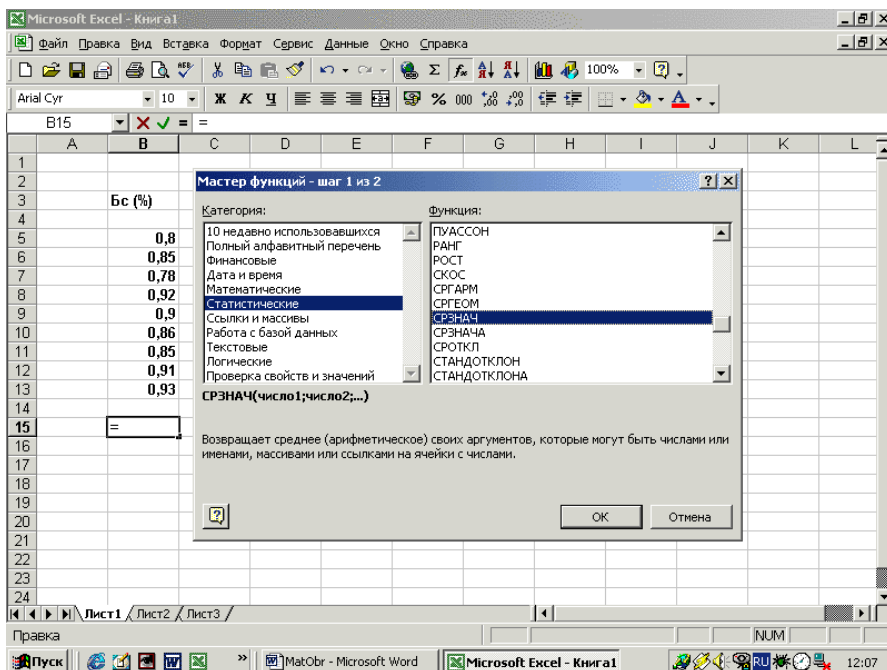 Microsoft Excel - Книга1
Файл Правка Вид Вставка Формат Сервис Данные Окно Справка
100%
Arial Cyr 10 Ж К Ч % 000
B15 = =
A B C D E F G H I J K L
1
2
3 Бс (%)
4
5 0,8
6 0,85
7 0,78
8 0,92
9 0,9
10 0,86
11 0,85
12 0,91
13 0,93
14
15 =
16
17
18
19
20
21
22
23
24
Мастер функций - шаг 1 из 2
Категория: Функция:
10 недавно использовавшихся ПУАССОН
Полный алфавитный перечень РАНГ
Финансовые РОСТ
Дата и время СКОС
Математические СРГАРМ
Статистические СРГЕОМ
Ссылки и массивы СРЗНАЧ
Работа с базой данных СРЗНАЧА
Текстовые СРОТКЛ
Логические СТАНДОТКЛОН
Проверка свойств и значений СТАНДОТКЛОНА
СРЗНАЧ(число1;число2;...)
Возвращает среднее (арифметическое) своих аргументов, которые могут быть числами или
именами, массивами или ссылками на ячейки с числами.
ОК Отмена
Лист1 Лист2 Лист3
Правка NUM
Пуск » MatObr - Microsoft Word Microsoft Excel - Книга1 RU 12:07